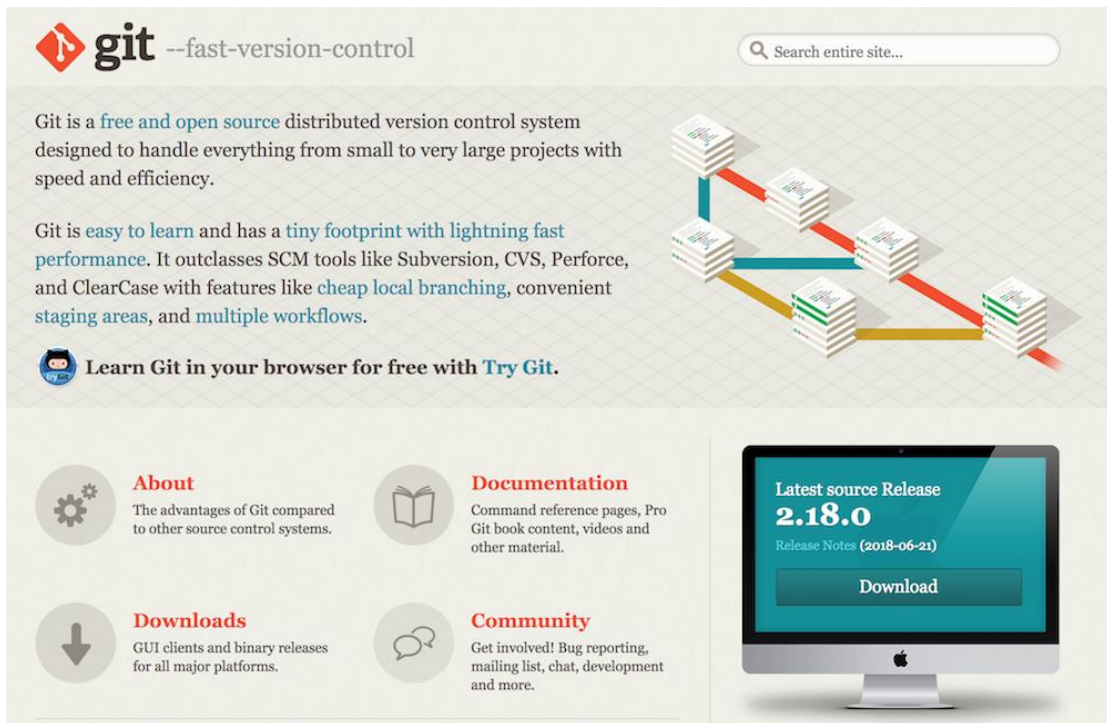 git --fast-version-control
Search entire site...
Git is a free and open source distributed version control system
designed to handle everything from small to very large projects with
speed and efficiency.
Git is easy to learn and has a tiny footprint with lightning fast
performance. It outclasses SCM tools like Subversion, CVS, Perforce,
and ClearCase with features like cheap local branching, convenient
staging areas, and multiple workflows.
Learn Git in your browser for free with Try Git.
About
The advantages of Git compared
to other source control systems.
Documentation
Command reference pages, Pro
Git book content, videos and
other material.
Downloads
GUI clients and binary releases
for all major platforms.
Community
Get involved! Bug reporting,
mailing list, chat, development
and more.
Latest source Release
2.18.0
Release Notes (2018-06-21)
Download